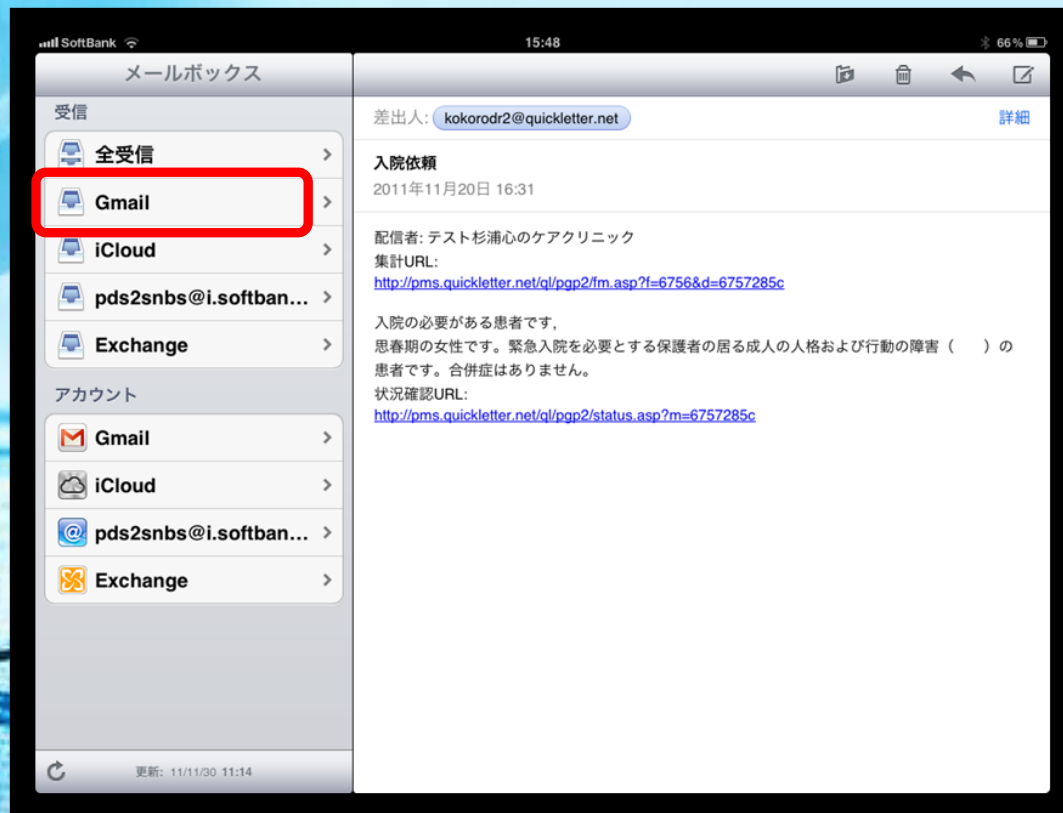 SoftBank
15:48
66%
メールボックス
受信
全受信
Gmail
iCloud
pds2snbs@i.softban...
Exchange
アカウント
Gmail
iCloud
pds2snbs@i.softban...
Exchange
更新: 11/11/30 11:14
差出人: kokorodr2@quickletter.net
詳細
入院依頼
2011年11月20日 16:31
配信者: テスト杉浦心のケアクリニック
集計URL:
http://pms.quickletter.net/ql/pgp2/fm.asp?f=6756&d=6757285c
入院の必要がある患者です,
思春期の女性です。緊急入院を必要とする保護者の居る成人の人格および行動の障害（　　）の
患者です。合併症はありません。
状況確認URL:
http://pms.quickletter.net/ql/pgp2/status.asp?m=6757285c